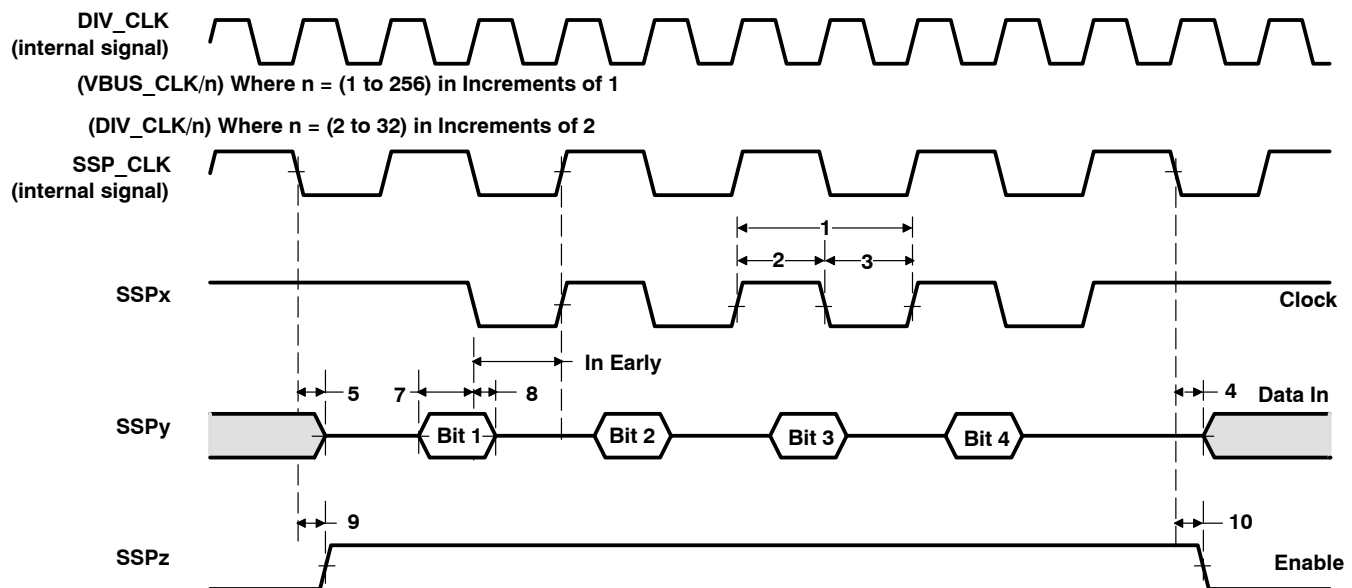 DIV_CLK
(internal signal)
(VBUS_CLK/n) Where n = (1 to 256) in Increments of 1
(DIV_CLK/n) Where n = (2 to 32) in Increments of 2
SSP_CLK
(internal signal)
1
2
3
SSPx
Clock
In Early
5
7
8
4
Data In
SSPy
Bit 1
Bit 2
Bit 3
Bit 4
9
10
SSPz
Enable